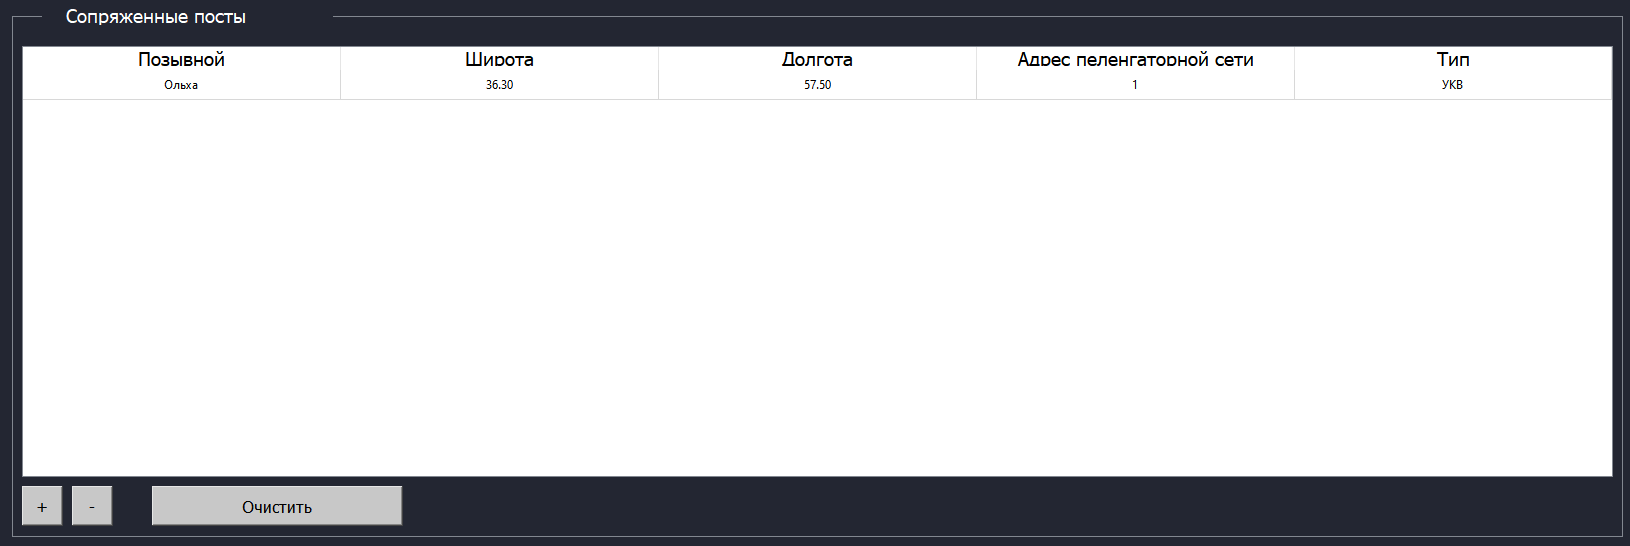 Сопряженные посты
Позывной Широта Долгота Адрес пеленгаторной сети Тип
Ольха 36.30 57.50 1 УКВ
+ - Очистить